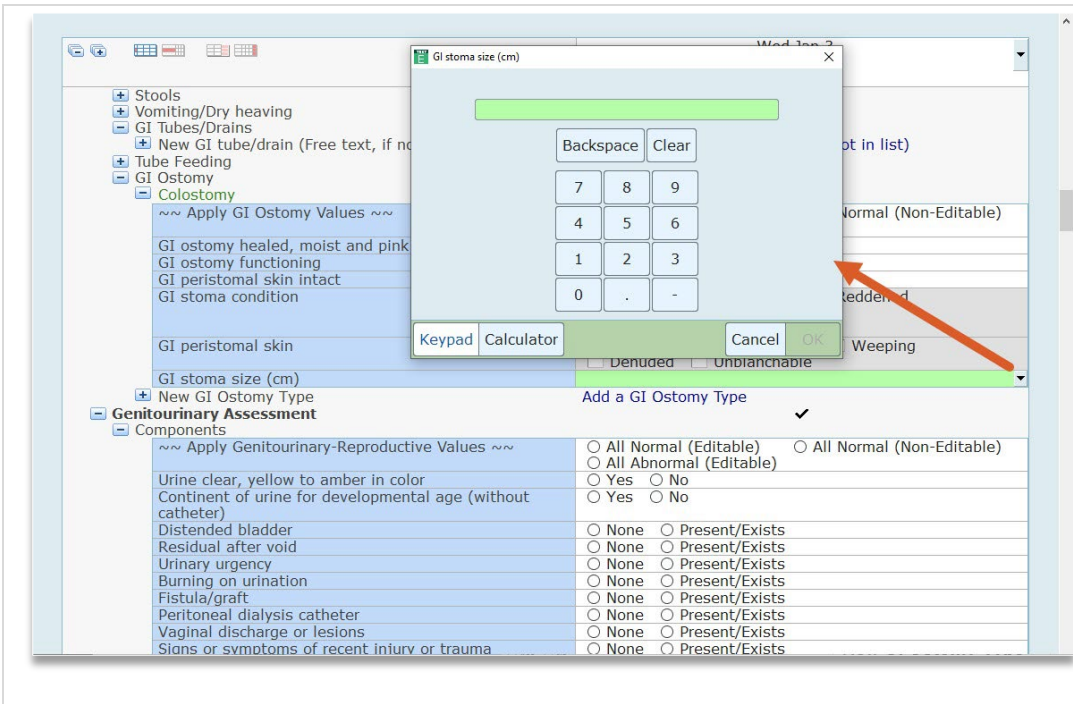 Wed Jan 3
GI stoma size (cm)
Stools
Vomiting/Dry heaving
GI Tubes/Drains
New GI tube/drain (Free text, if no
ot in list)
Backspace Clear
Tube Feeding
GI Ostomy
7 8 9
Colostomy
~~ Apply GI Ostomy Values ~~
Normal (Non-Editable)
4 5 6
GI ostomy healed, moist and pink
GI ostomy functioning
1 2 3
GI peristomal skin intact
GI stoma condition
Reddened
0 . -
Keypad Calculator Cancel OK
GI peristomal skin
Weeping
Denuded Unblanchable
GI stoma size (cm)
New GI Ostomy Type Add a GI Ostomy Type
Genitourinary Assessment
Components
~~ Apply Genitourinary-Reproductive Values ~~ All Normal (Editable) All Normal (Non-Editable)
All Abnormal (Editable)
Urine clear, yellow to amber in color Yes No
Continent of urine for developmental age (without Yes No
catheter)
Distended bladder None Present/Exists
Residual after void None Present/Exists
Urinary urgency None Present/Exists
Burning on urination None Present/Exists
Fistula/graft None Present/Exists
Peritoneal dialysis catheter None Present/Exists
Vaginal discharge or lesions None Present/Exists
Signs or symptoms of recent injury or trauma None Present/Exists